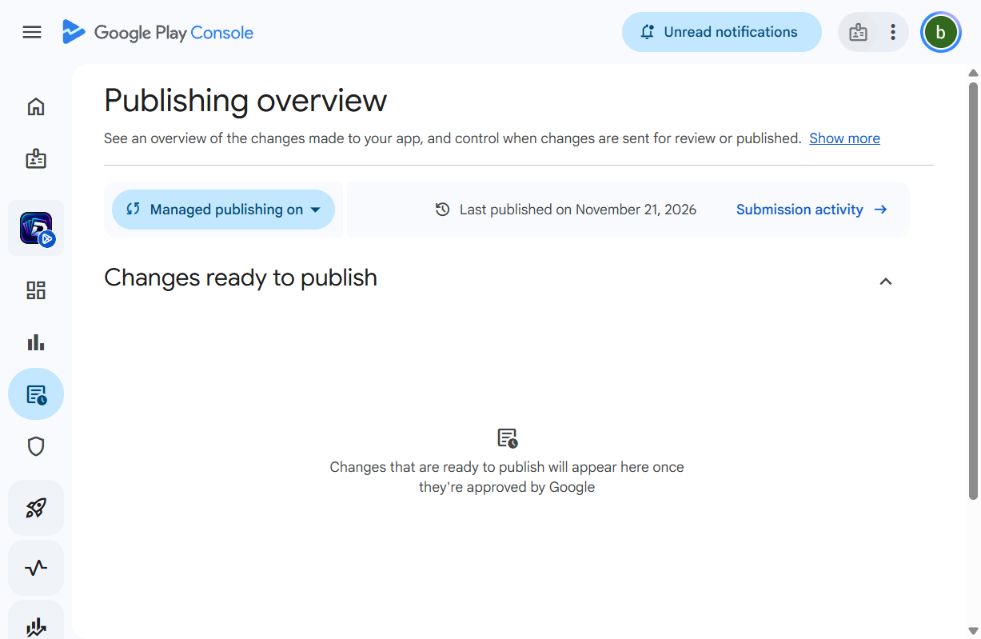 Google Play Console
Unread notifications
b
Publishing overview
See an overview of the changes made to your app, and control when changes are sent for review or published. Show more
Managed publishing on
Last published on November 21, 2026
Submission activity
Changes ready to publish
Changes that are ready to publish will appear here once
they're approved by Google